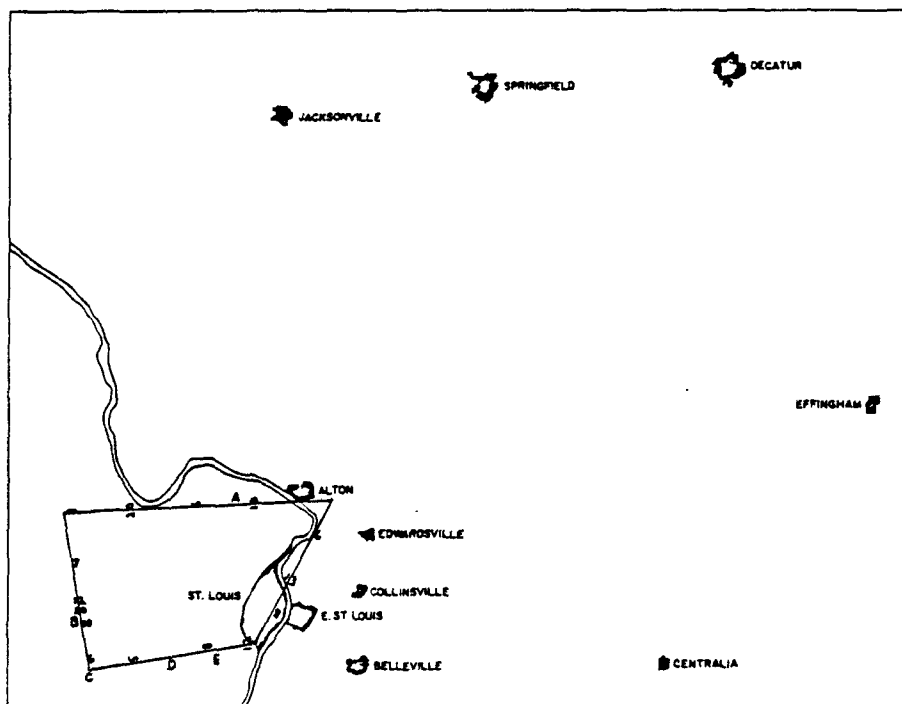 DECATUR
SPRINGFIELD
JACKSONVILLE
EFFINGHAM
ALTON
A
EDWARDSVILLE
ST. LOUIS
COLLINSVILLE
E. ST LOUIS
B
D
E
C
BELLEVILLE
CENTRALIA